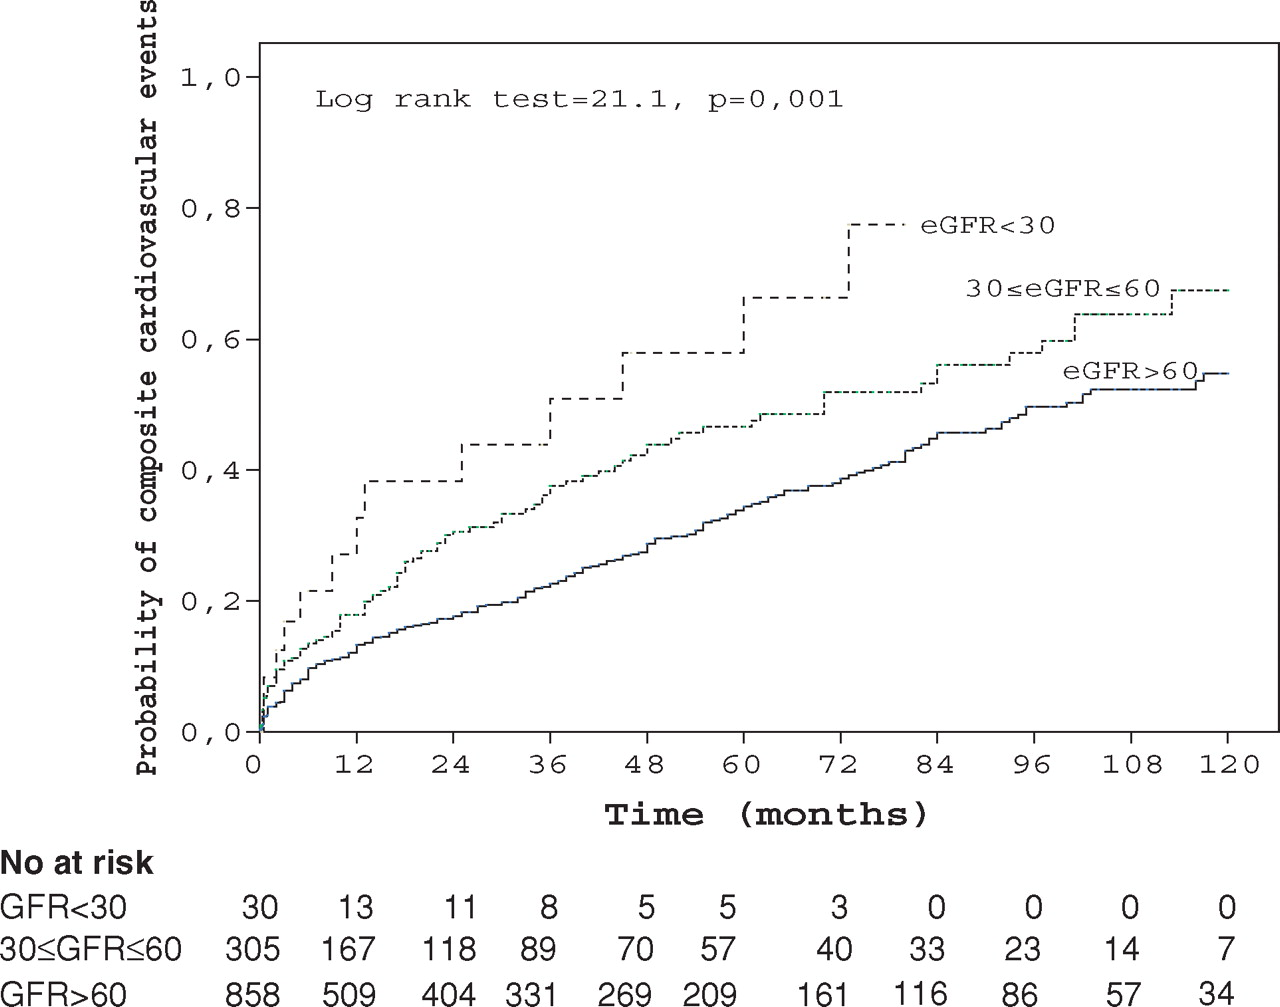 Probability of composite cardiovascular events
1,0
0,8
0,6
0,4
0,2
0,0
Log rank test=21.1, p=0,001
eGFR<30
30≤eGFR≤60
eGFR>60
0 12 24 36 48 60 72 84 96 108 120
Time (months)
No at risk
GFR<30 30 13 11 8 5 5 3 0 0 0 0
30≤GFR≤60 305 167 118 89 70 57 40 33 23 14 7
GFR>60 858 509 404 331 269 209 161 116 86 57 34